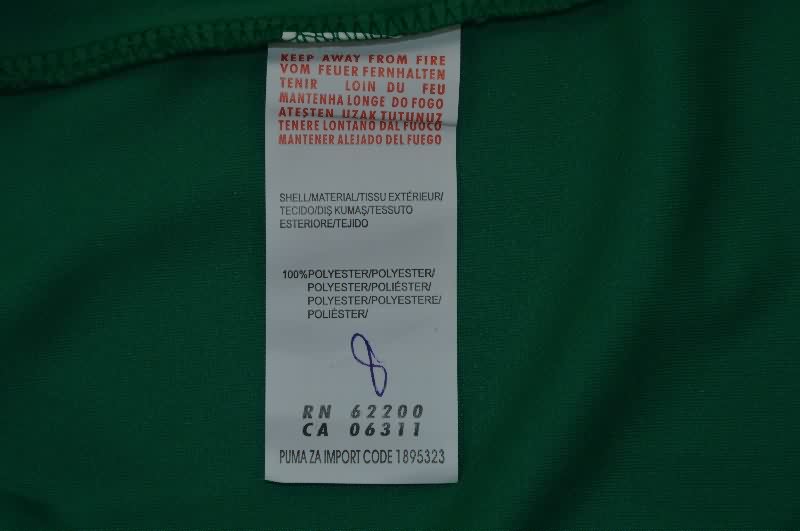 KEEP AWAY FROM FIRE
VOM FEUER FERNHALTEN
TENIR LOIN DU FEU
MANTENHA LONGE DO FOGO
ATEŞTEN UZAK TUTUNUZ
TENERE LONTANO DAL FUOCO
MANTENER ALEJADO DEL FUEGO
SHELL/MATERIAL/TISSU EXTÉRIEUR/
TECIDO/DIŞ KUMAŞ/TESSUTO
ESTERIORE/TEJIDO
100%POLYESTER/POLYESTER/
POLYESTER/POLIÉSTER/
POLYESTER/POLYESTERE/
POLIÉSTER/
8
RN 62200
CA 06311
PUMA ZA IMPORT CODE 1895323